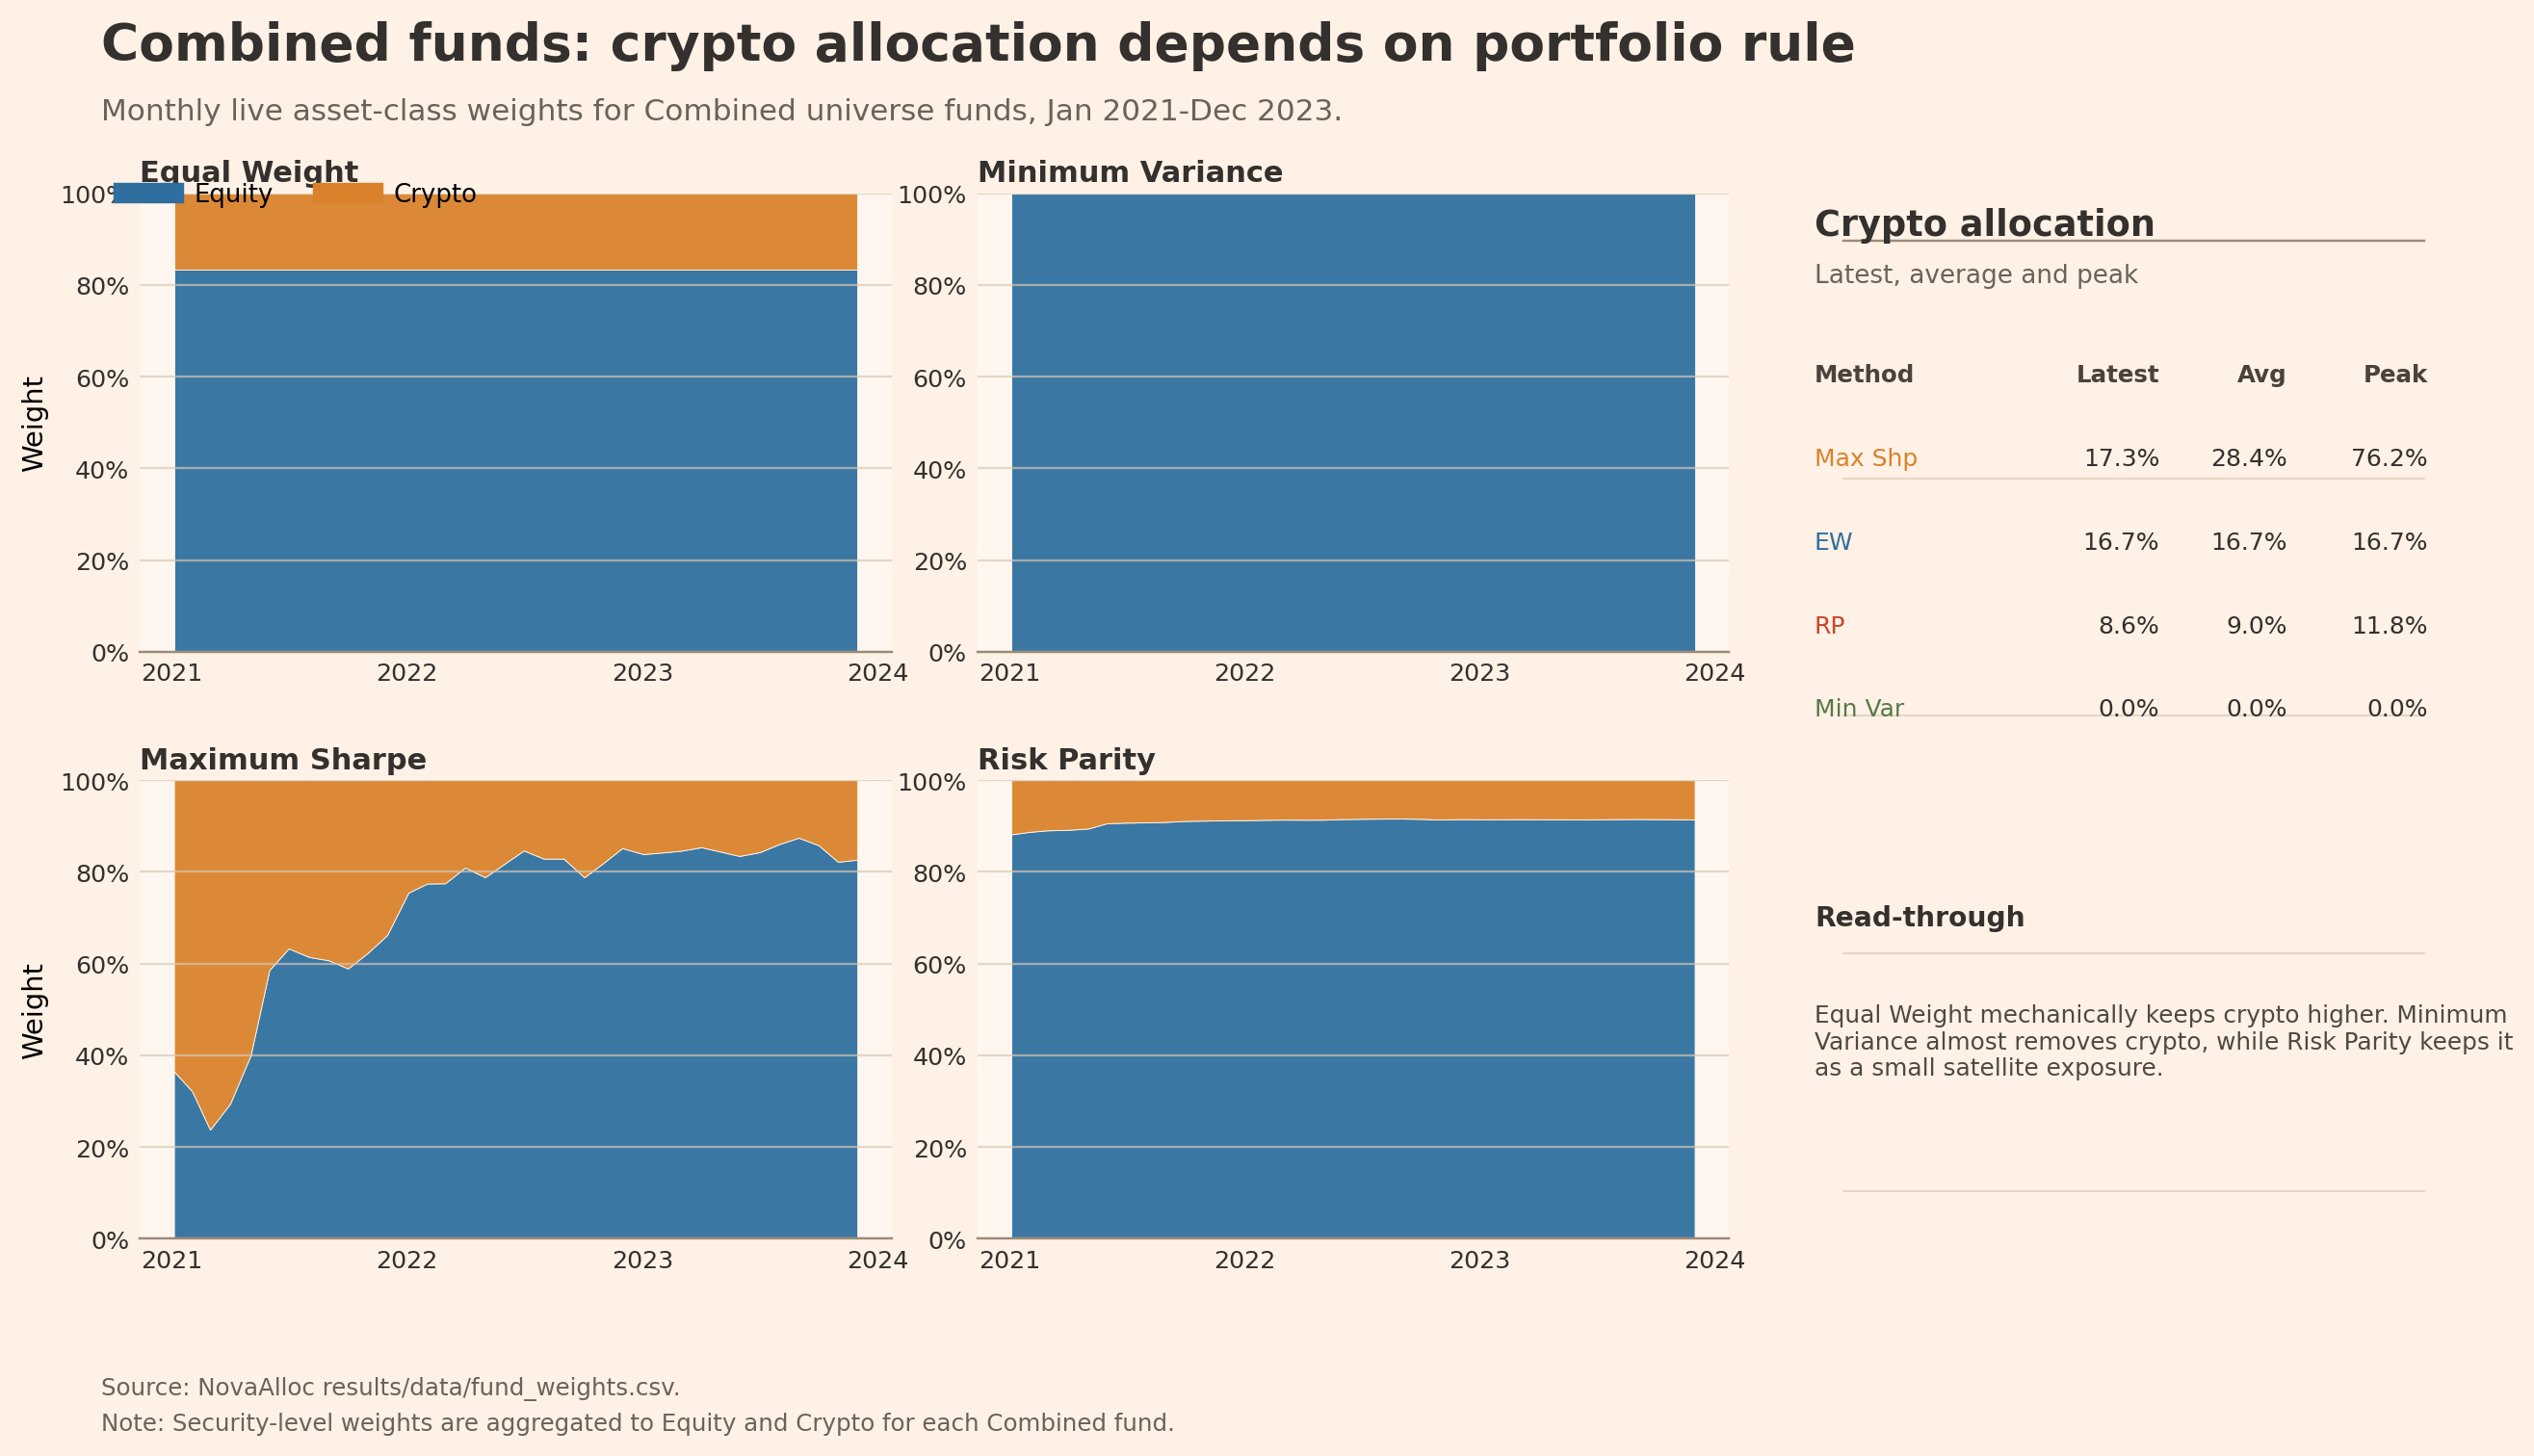 Combined funds: crypto allocation depends on portfolio rule
Monthly live asset-class weights for Combined universe funds, Jan 2021-Dec 2023.
Equal Weight
Equity Crypto
100%
80%
60%
40%
20%
0%
Weight
2021 2022 2023 2024
Minimum Variance
100%
80%
60%
40%
20%
0%
2021 2022 2023 2024
Maximum Sharpe
100%
80%
60%
40%
20%
0%
Weight
2021 2022 2023 2024
Risk Parity
100%
80%
60%
40%
20%
0%
2021 2022 2023 2024
Crypto allocation
Latest, average and peak
Method Latest Avg Peak
Max Shp 17.3% 28.4% 76.2%
EW 16.7% 16.7% 16.7%
RP 8.6% 9.0% 11.8%
Min Var 0.0% 0.0% 0.0%
Read-through
Equal Weight mechanically keeps crypto higher. Minimum
Variance almost removes crypto, while Risk Parity keeps it
as a small satellite exposure.
Source: NovaAlloc results/data/fund_weights.csv.
Note: Security-level weights are aggregated to Equity and Crypto for each Combined fund.